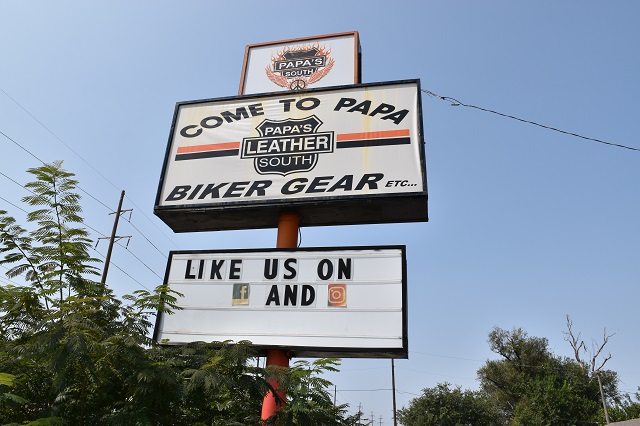 PAPA'S
SOUTH
COME TO PAPA
PAPA'S
LEATHER
SOUTH
BIKER GEAR ETC...
LIKE US ON
f AND